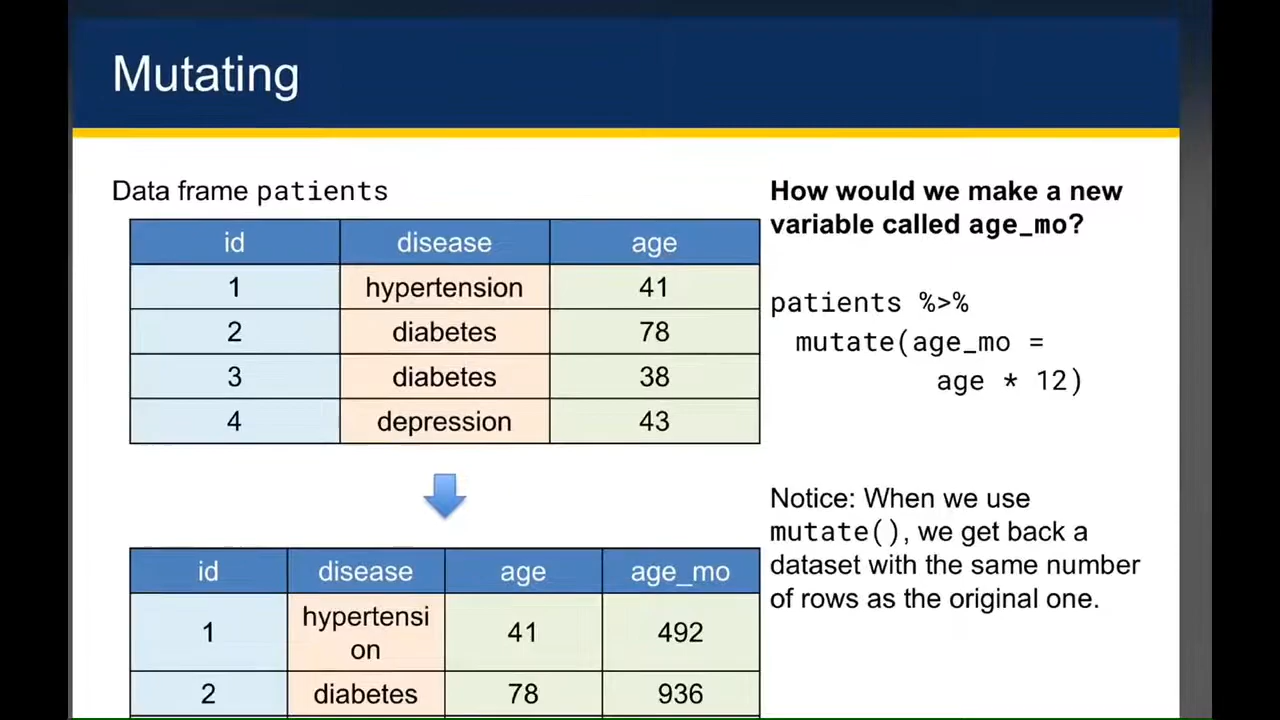 Mutating
Data frame patients
id disease age
1 hypertension 41
2 diabetes 78
3 diabetes 38
4 depression 43
id disease age age_mo
1 hypertensi
on 41 492
2 diabetes 78 936
How would we make a new
variable called age_mo?
patients %>%
mutate(age_mo =
age * 12)
Notice: When we use
mutate(), we get back a
dataset with the same number
of rows as the original one.